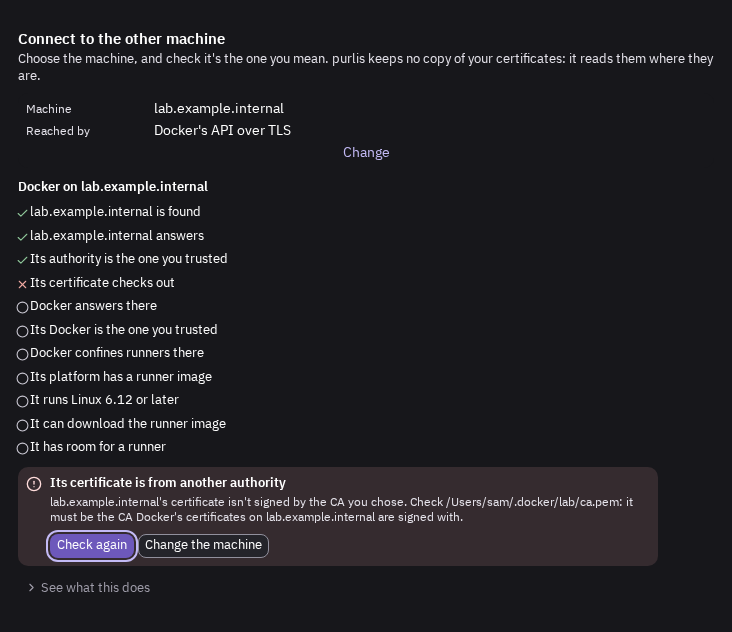 Connect to the other machine
Choose the machine, and check it's the one you mean. purlis keeps no copy of your certificates: it reads them where they
are.
Machine lab.example.internal
Reached by Docker's API over TLS
Change
Docker on lab.example.internal
lab.example.internal is found
lab.example.internal answers
Its authority is the one you trusted
Its certificate checks out
Docker answers there
Its Docker is the one you trusted
Docker confines runners there
Its platform has a runner image
It runs Linux 6.12 or later
It can download the runner image
It has room for a runner
Its certificate is from another authority
lab.example.internal's certificate isn't signed by the CA you chose. Check /Users/sam/.docker/lab/ca.pem: it
must be the CA Docker's certificates on lab.example.internal are signed with.
Check again Change the machine
See what this does